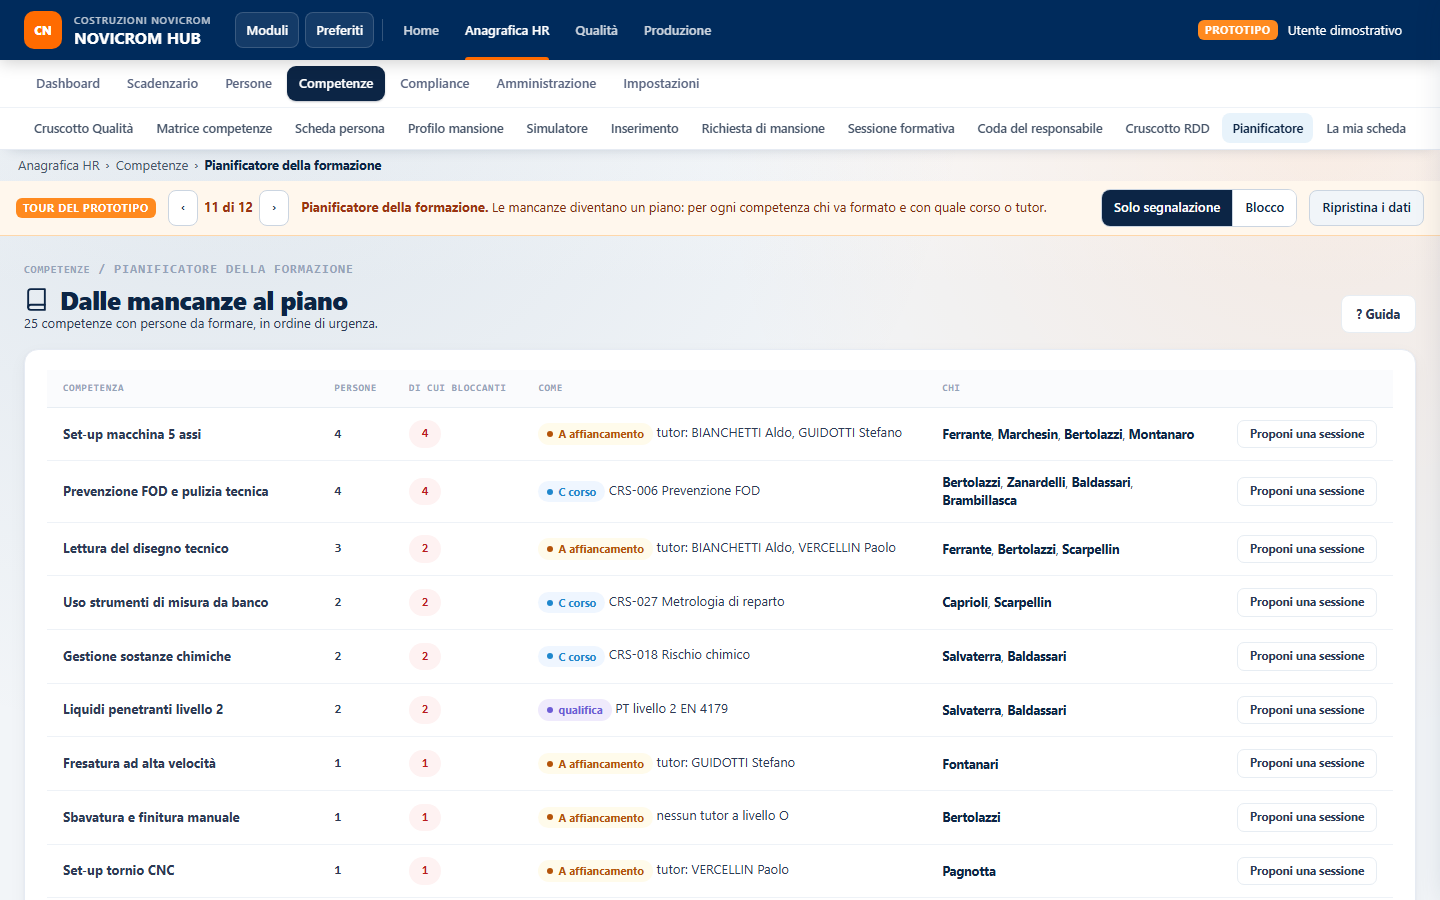 CN
COSTRUZIONI NOVICROM
NOVICROM HUB
Moduli
Preferiti
Home
Anagrafica HR
Qualità
Produzione
PROTOTIPO
Utente dimostrativo
Dashboard
Scadenzario
Persone
Competenze
Compliance
Amministrazione
Impostazioni
Cruscotto Qualità
Matrice competenze
Scheda persona
Profilo mansione
Simulatore
Inserimento
Richiesta di mansione
Sessione formativa
Coda del responsabile
Cruscotto RDD
Pianificatore
La mia scheda
Anagrafica HR › Competenze › Pianificatore della formazione
TOUR DEL PROTOTIPO
‹
11 di 12
›
Pianificatore della formazione. Le mancanze diventano un piano: per ogni competenza chi va formato e con quale corso o tutor.
Solo segnalazione
Blocco
Ripristina i dati
COMPETENZE / PIANIFICATORE DELLA FORMAZIONE
Dalle mancanze al piano
25 competenze con persone da formare, in ordine di urgenza.
? Guida
COMPETENZA PERSONE DI CUI BLOCCANTI COME CHI
Set-up macchina 5 assi 4 4 A affiancamento tutor: BIANCHETTI Aldo, GUIDOTTI Stefano Ferrante, Marchesin, Bertolazzi, Montanaro Proponi una sessione
Prevenzione FOD e pulizia tecnica 4 4 C corso CRS-006 Prevenzione FOD Bertolazzi, Zanardelli, Baldassari, Brambillasca Proponi una sessione
Lettura del disegno tecnico 3 2 A affiancamento tutor: BIANCHETTI Aldo, VERCELLIN Paolo Ferrante, Bertolazzi, Scarpellin Proponi una sessione
Uso strumenti di misura da banco 2 2 C corso CRS-027 Metrologia di reparto Caprioli, Scarpellin Proponi una sessione
Gestione sostanze chimiche 2 2 C corso CRS-018 Rischio chimico Salvaterra, Baldassari Proponi una sessione
Liquidi penetranti livello 2 2 2 qualifica PT livello 2 EN 4179 Salvaterra, Baldassari Proponi una sessione
Fresatura ad alta velocità 1 1 A affiancamento tutor: GUIDOTTI Stefano Fontanari Proponi una sessione
Sbavatura e finitura manuale 1 1 A affiancamento nessun tutor a livello O Bertolazzi Proponi una sessione
Set-up tornio CNC 1 1 A affiancamento tutor: VERCELLIN Paolo Pagnotta Proponi una sessione